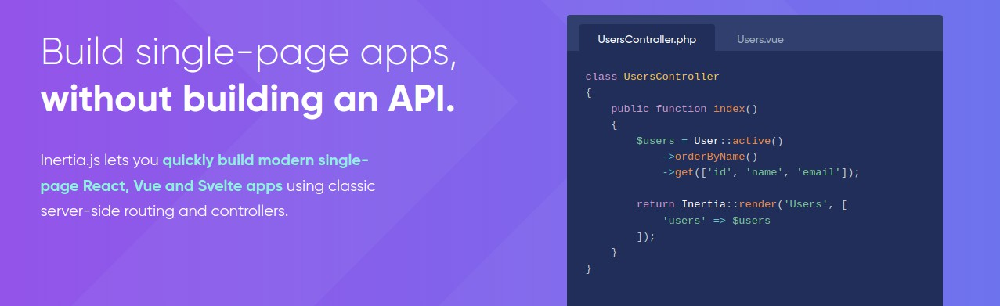 Build single-page apps,
without building an API.
Inertia.js lets you quickly build modern single-
page React, Vue and Svelte apps using classic
server-side routing and controllers.
UsersController.php
Users.vue
class UsersController
{
    public function index()
    {
        $users = User::active()
            ->orderByName()
            ->get(['id', 'name', 'email']);

        return Inertia::render('Users', [
            'users' => $users
        ]);
    }
}